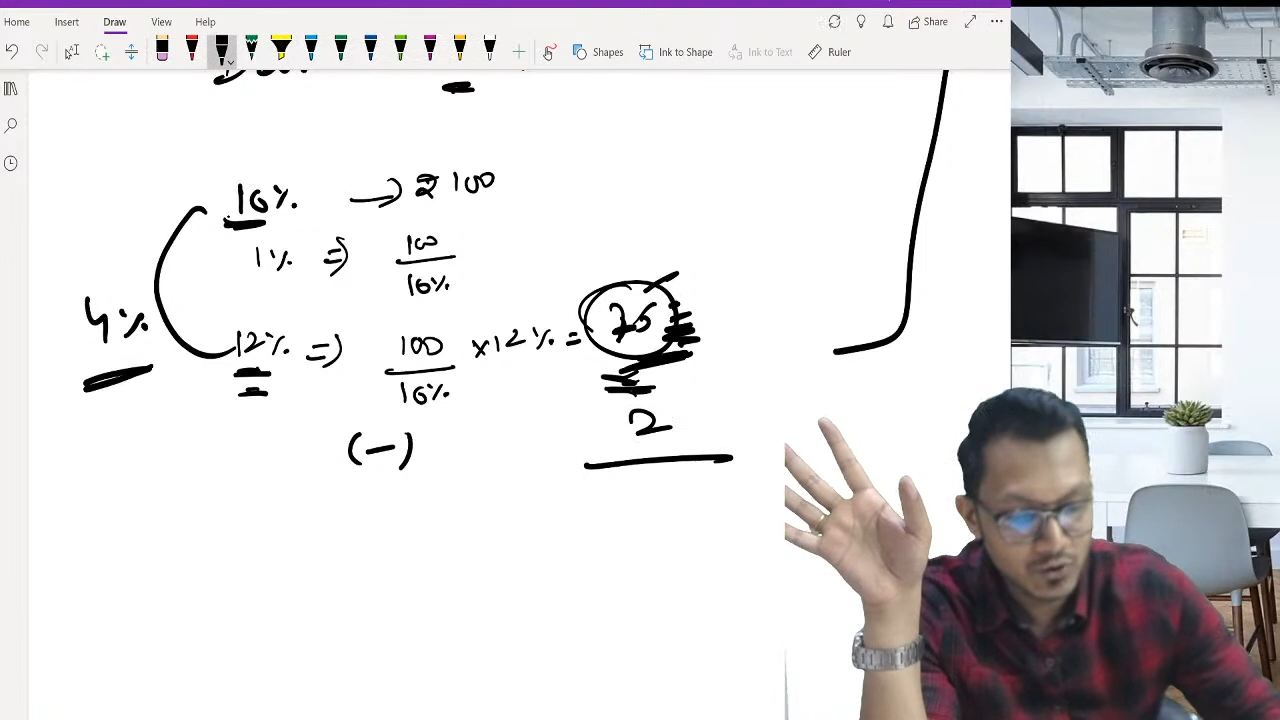 Home Insert Draw View Help
Share
Shapes Ink to Shape Ink to Text Ruler
16% → ₹ 100
1% ⇒ 100
16%
4%
12% ⇒ 100 ×12% = 75
16%
2
(−)